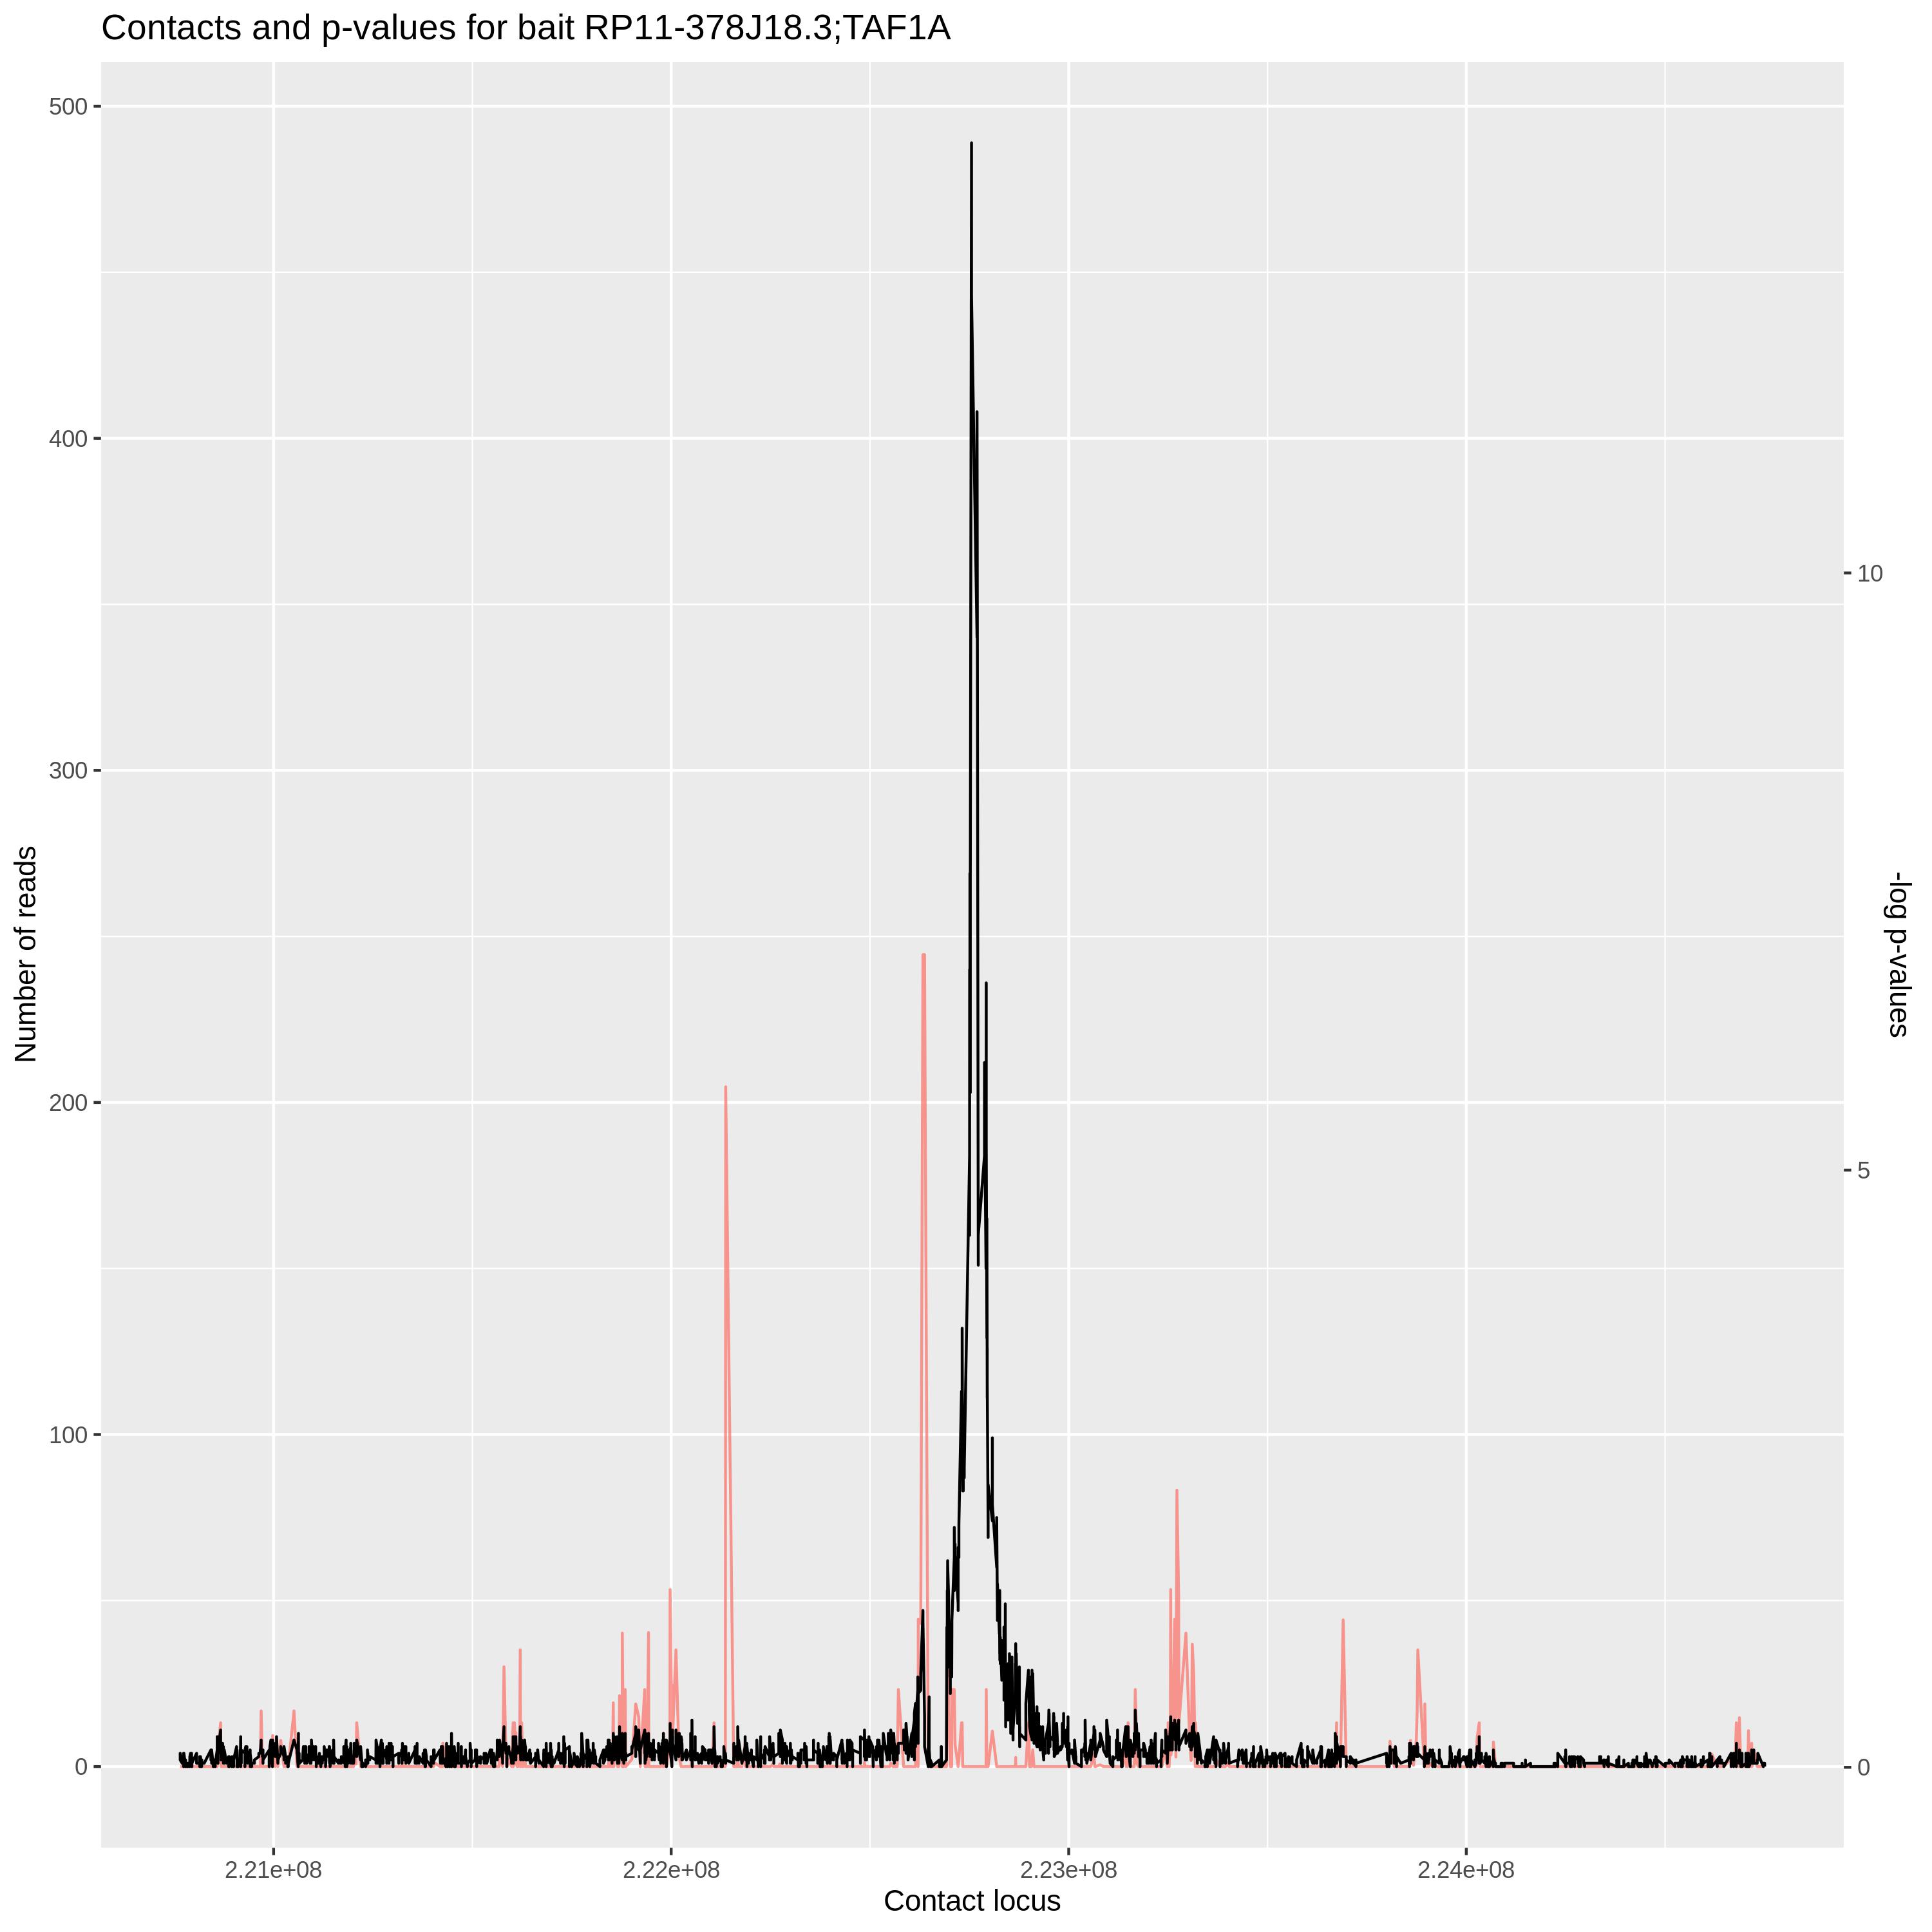 Contacts and p-values for bait RP11-378J18.3;TAF1A
500
400
300
200
100
0
Number of reads
10
5
0
-log p-values
2.21e+08
2.22e+08
2.23e+08
2.24e+08
Contact locus